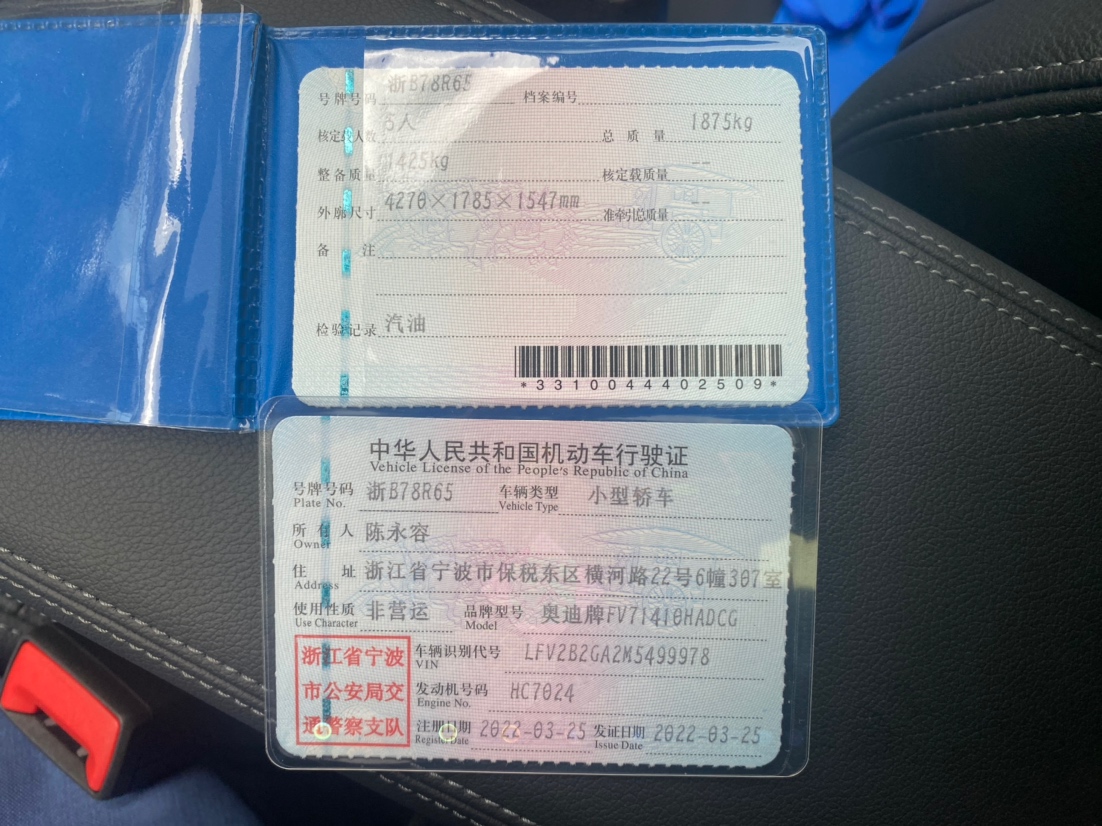 号牌号码 浙B78R65 档案编号
核定载人数 5人 总质量 1875kg
整备质量 1425kg 核定载质量 --
外廓尺寸 4270×1785×1547mm 准牵引总质量 --
备注
检验记录 汽油
*3310044402509*
中华人民共和国机动车行驶证
Vehicle License of the People's Republic of China
号牌号码 浙B78R65 车辆类型 小型轿车
Plate No. Vehicle Type
所有人 陈永容
Owner
住址 浙江省宁波市保税东区横河路22号6幢307室
Address
使用性质 非营运 品牌型号 奥迪牌FV71410HADCG
Use Character Model
浙江省宁波
市公安局交
通警察支队
车辆识别代号 LFV2B2GA2M5499978
VIN
发动机号码 HC7024
Engine No.
注册日期 2022-03-25 发证日期 2022-03-25
Register Date Issue Date